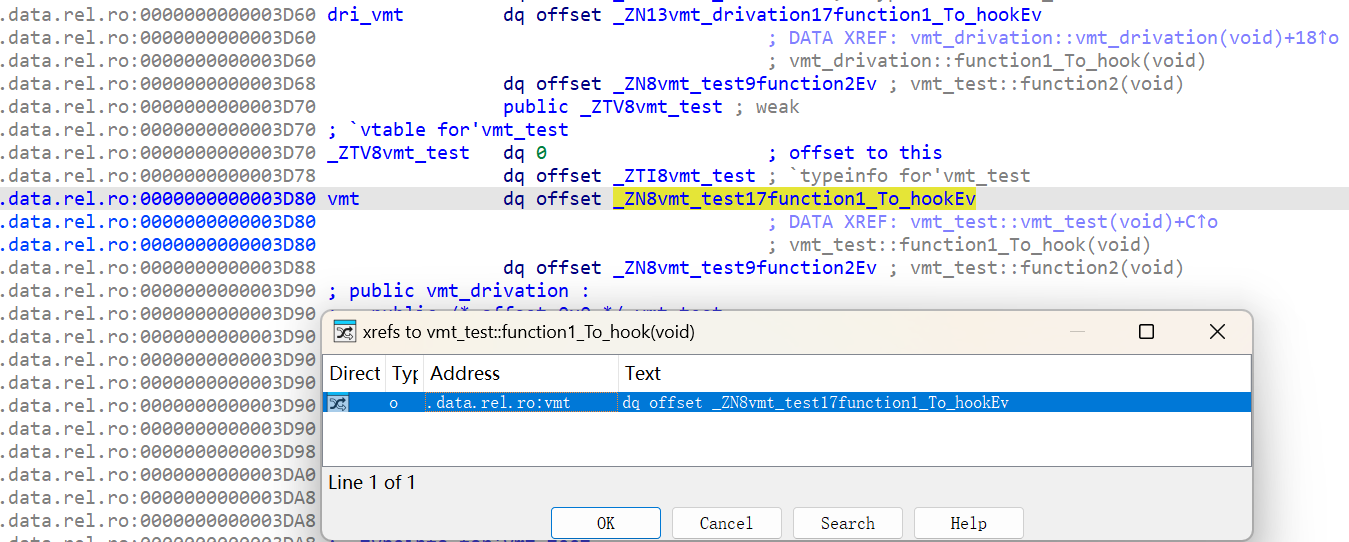 .data.rel.ro:0000000000003D60 dri_vmt dq offset _ZN13vmt_drivation17function1_To_hookEv
.data.rel.ro:0000000000003D60 ; DATA XREF: vmt_drivation::vmt_drivation(void)+18↑o
.data.rel.ro:0000000000003D60 ; vmt_drivation::function1_To_hook(void)
.data.rel.ro:0000000000003D68 dq offset _ZN8vmt_test9function2Ev ; vmt_test::function2(void)
.data.rel.ro:0000000000003D70 public _ZTV8vmt_test ; weak
.data.rel.ro:0000000000003D70 ; `vtable for'vmt_test
.data.rel.ro:0000000000003D70 _ZTV8vmt_test dq 0 ; offset to this
.data.rel.ro:0000000000003D78 dq offset _ZTI8vmt_test ; `typeinfo for'vmt_test
.data.rel.ro:0000000000003D80 vmt dq offset _ZN8vmt_test17function1_To_hookEv
.data.rel.ro:0000000000003D80 ; DATA XREF: vmt_test::vmt_test(void)+C↑o
.data.rel.ro:0000000000003D80 ; vmt_test::function1_To_hook(void)
.data.rel.ro:0000000000003D88 dq offset _ZN8vmt_test9function2Ev ; vmt_test::function2(void)
.data.rel.ro:0000000000003D90 ; public vmt_drivation :
.data.rel.ro:0000000000003D90
.data.rel.ro:0000000000003D90
.data.rel.ro:0000000000003D90
.data.rel.ro:0000000000003D90
.data.rel.ro:0000000000003D90
.data.rel.ro:0000000000003D90
.data.rel.ro:0000000000003D98
.data.rel.ro:0000000000003DA0
.data.rel.ro:0000000000003DA8
.data.rel.ro:0000000000003DA8
xrefs to vmt_test::function1_To_hook(void)
Direct Typ Address Text
o .data.rel.ro:vmt dq offset _ZN8vmt_test17function1_To_hookEv
Line 1 of 1
OK Cancel Search Help